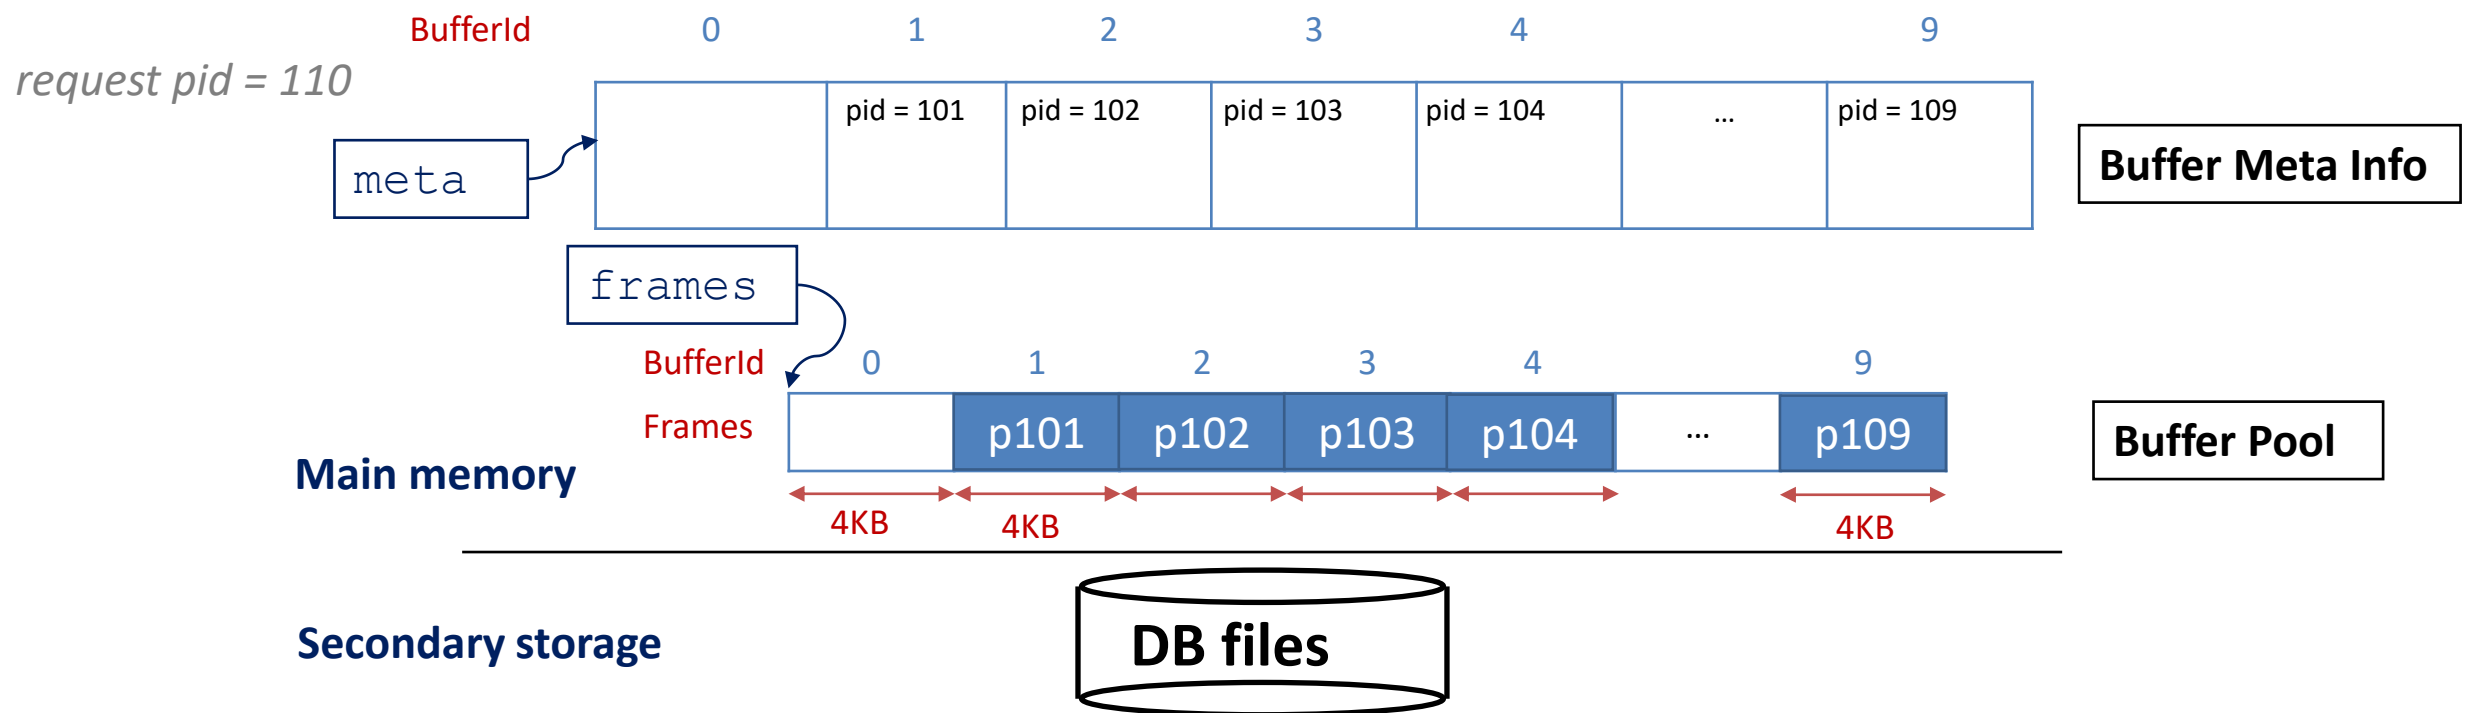 BufferId 0 1 2 3 4 9
request pid = 110
pid = 101 pid = 102 pid = 103 pid = 104 ... pid = 109
meta
Buffer Meta Info
frames
BufferId 0 1 2 3 4 9
Frames p101 p102 p103 p104 ... p109
Buffer Pool
Main memory
4KB 4KB 4KB
Secondary storage
DB files